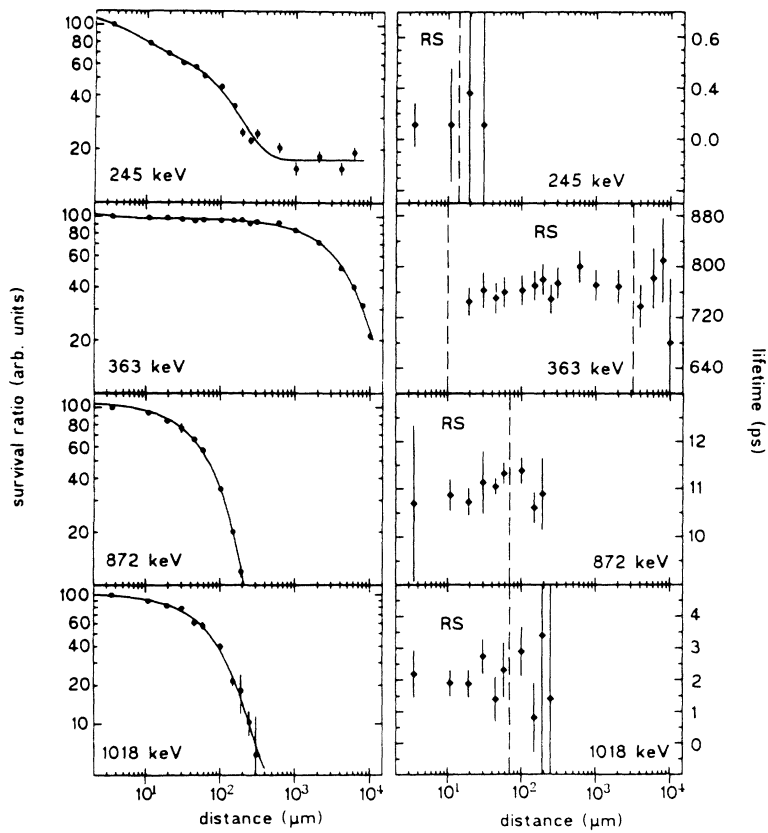 survival ratio (arb. units)
100
80
60
40
20
245 keV
RS
0.6
0.4
0.0
245 keV
100
80
60
40
20
363 keV
RS
880
800
720
640
363 keV
100
80
60
40
20
872 keV
RS
12
11
10
872 keV
100
80
60
40
20
10
1018 keV
RS
4
3
2
1
0
1018 keV
lifetime (ps)
10¹ 10² 10³ 10⁴
distance (μm)
10¹ 10² 10³ 10⁴
distance (μm)